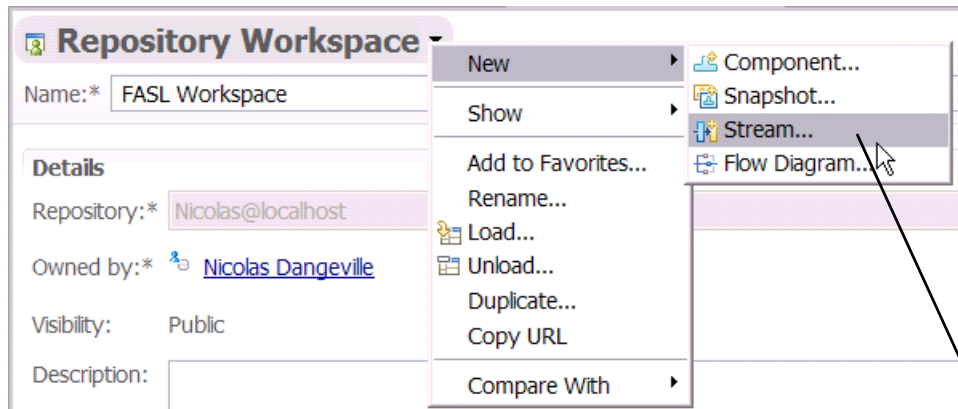 Repository Workspace
Name:* FASL Workspace
Details
Repository:* Nicolas@localhost
Owned by:* Nicolas Dangeville
Visibility: Public
Description:
New
Show
Add to Favorites...
Rename...
Load...
Unload...
Duplicate...
Copy URL
Compare With
Component...
Snapshot...
Stream...
Flow Diagram...